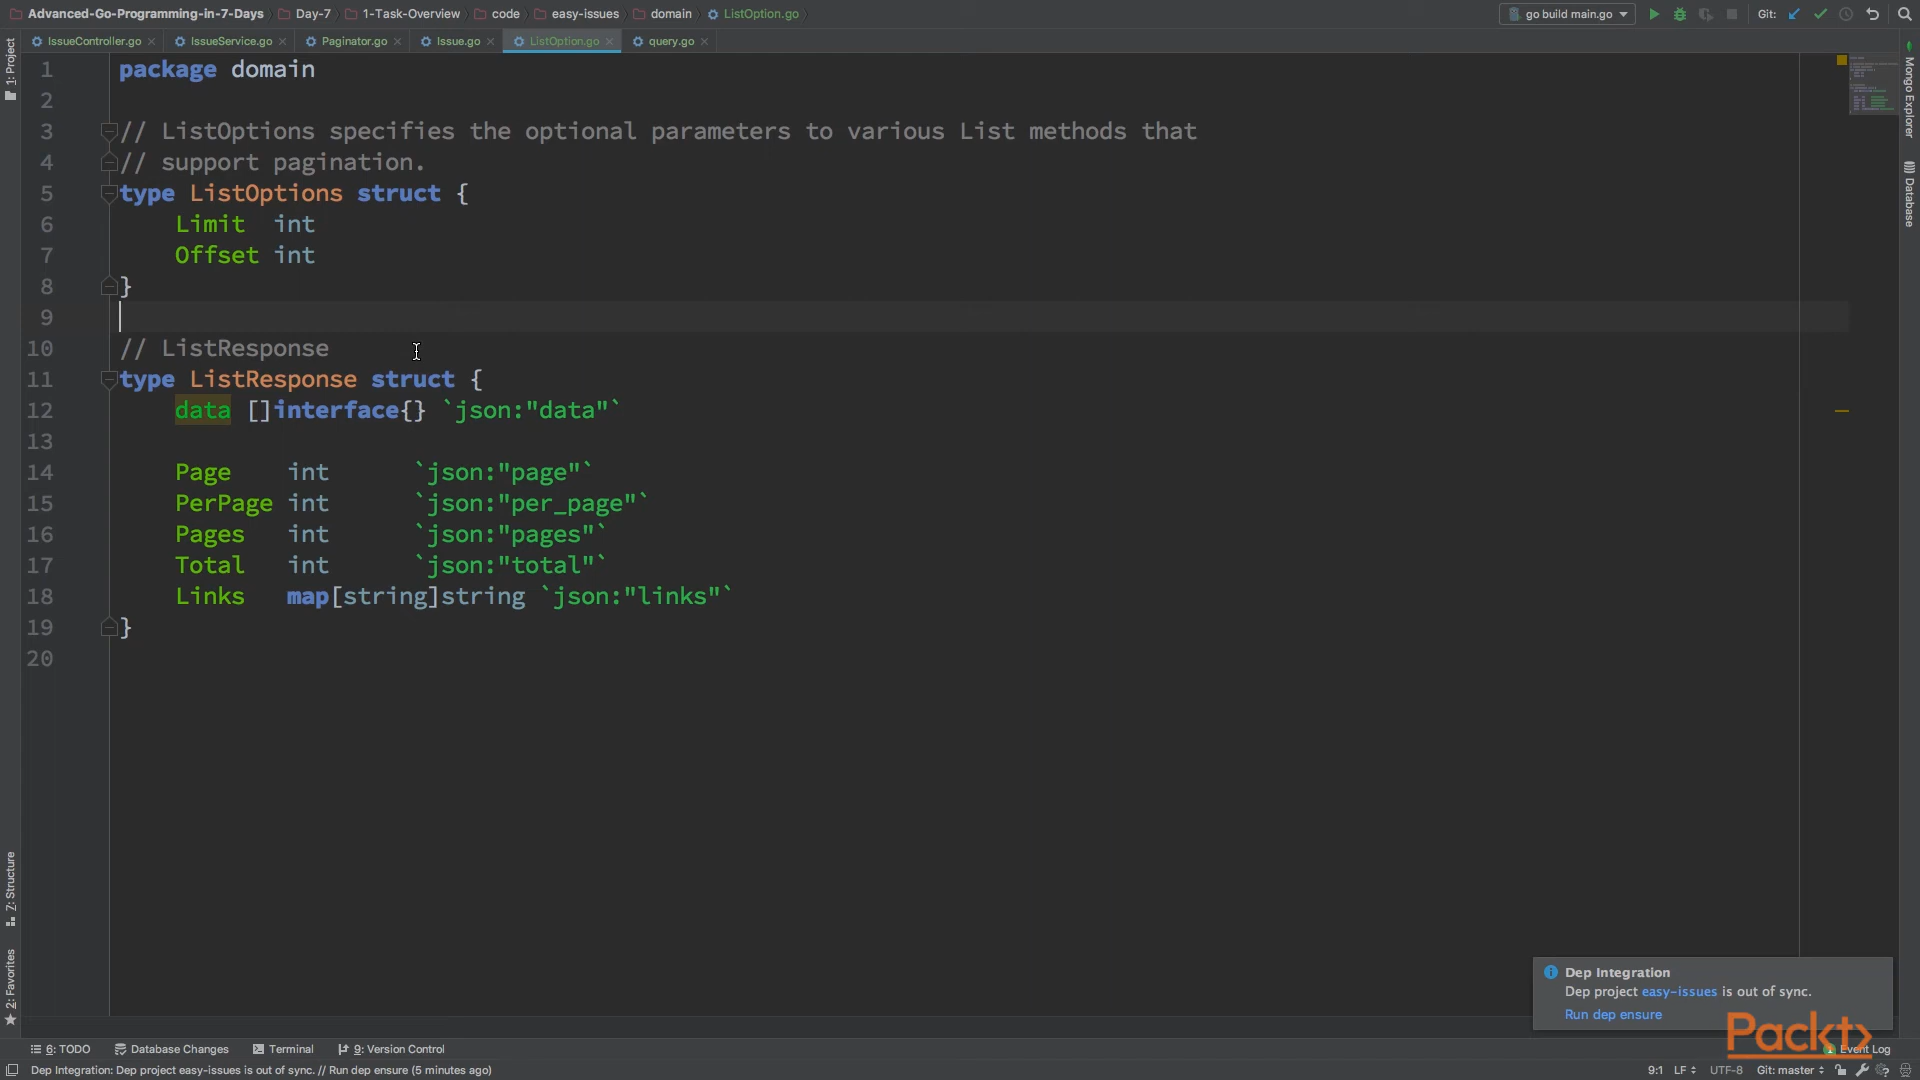 Advanced-Go-Programming-in-7-Days Day-7 1-Task-Overview code easy-issues domain ListOption.go go build main.go Git:
IssueController.go IssueService.go Paginator.go Issue.go ListOption.go query.go
1: Project
Mongo Explorer
Database
1 package domain
2
3 // ListOptions specifies the optional parameters to various List methods that
4 // support pagination.
5 type ListOptions struct {
6 Limit int
7 Offset int
8 }
9
10 // ListResponse
11 type ListResponse struct {
12 data []interface{} `json:"data"`
13
14 Page int `json:"page"`
15 PerPage int `json:"per_page"`
16 Pages int `json:"pages"`
17 Total int `json:"total"`
18 Links map[string]string `json:"links"`
19 }
20
Z: Structure
2: Favorites
Dep Integration
Dep project easy-issues is out of sync.
Run dep ensure
Packt>
6: TODO Database Changes Terminal 9: Version Control 1 Event Log
Dep Integration: Dep project easy-issues is out of sync. // Run dep ensure (5 minutes ago) 9:1 LF UTF-8 Git: master